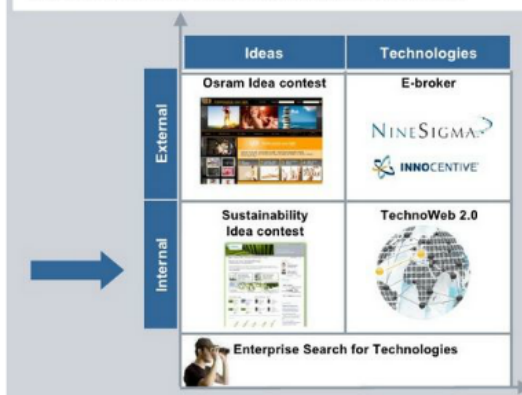 Ideas
Technologies
External
Osram Idea contest
E-broker
NINESIGMA
INNOCENTIVE
Internal
Sustainability
Idea contest
TechnoWeb 2.0
Enterprise Search for Technologies